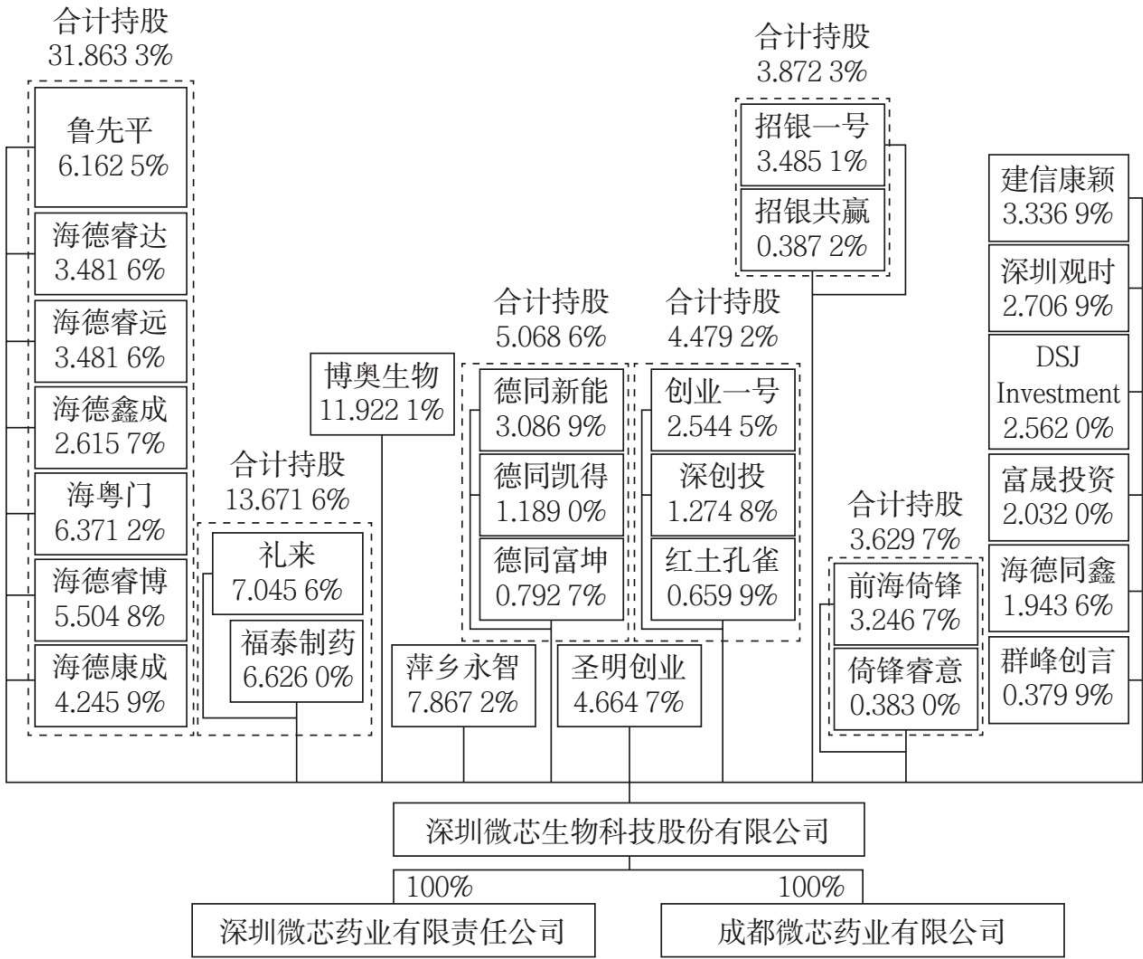 合计持股
31.863 3%
鲁先平
6.162 5%
海德睿达
3.481 6%
海德睿远
3.481 6%
海德鑫成
2.615 7%
海粤门
6.371 2%
海德睿博
5.504 8%
海德康成
4.245 9%
合计持股
13.671 6%
礼来
7.045 6%
福泰制药
6.626 0%
博奥生物
11.922 1%
萍乡永智
7.867 2%
合计持股
5.068 6%
德同新能
3.086 9%
德同凯得
1.189 0%
德同富坤
0.792 7%
圣明创业
4.664 7%
合计持股
4.479 2%
创业一号
2.544 5%
深创投
1.274 8%
红土孔雀
0.659 9%
合计持股
3.872 3%
招银一号
3.485 1%
招银共赢
0.387 2%
合计持股
3.629 7%
前海倚锋
3.246 7%
倚锋睿意
0.383 0%
建信康颖
3.336 9%
深圳观时
2.706 9%
DSJ
Investment
2.562 0%
富晟投资
2.032 0%
海德同鑫
1.943 6%
群峰创言
0.379 9%
深圳微芯生物科技股份有限公司
100%
100%
深圳微芯药业有限责任公司
成都微芯药业有限公司